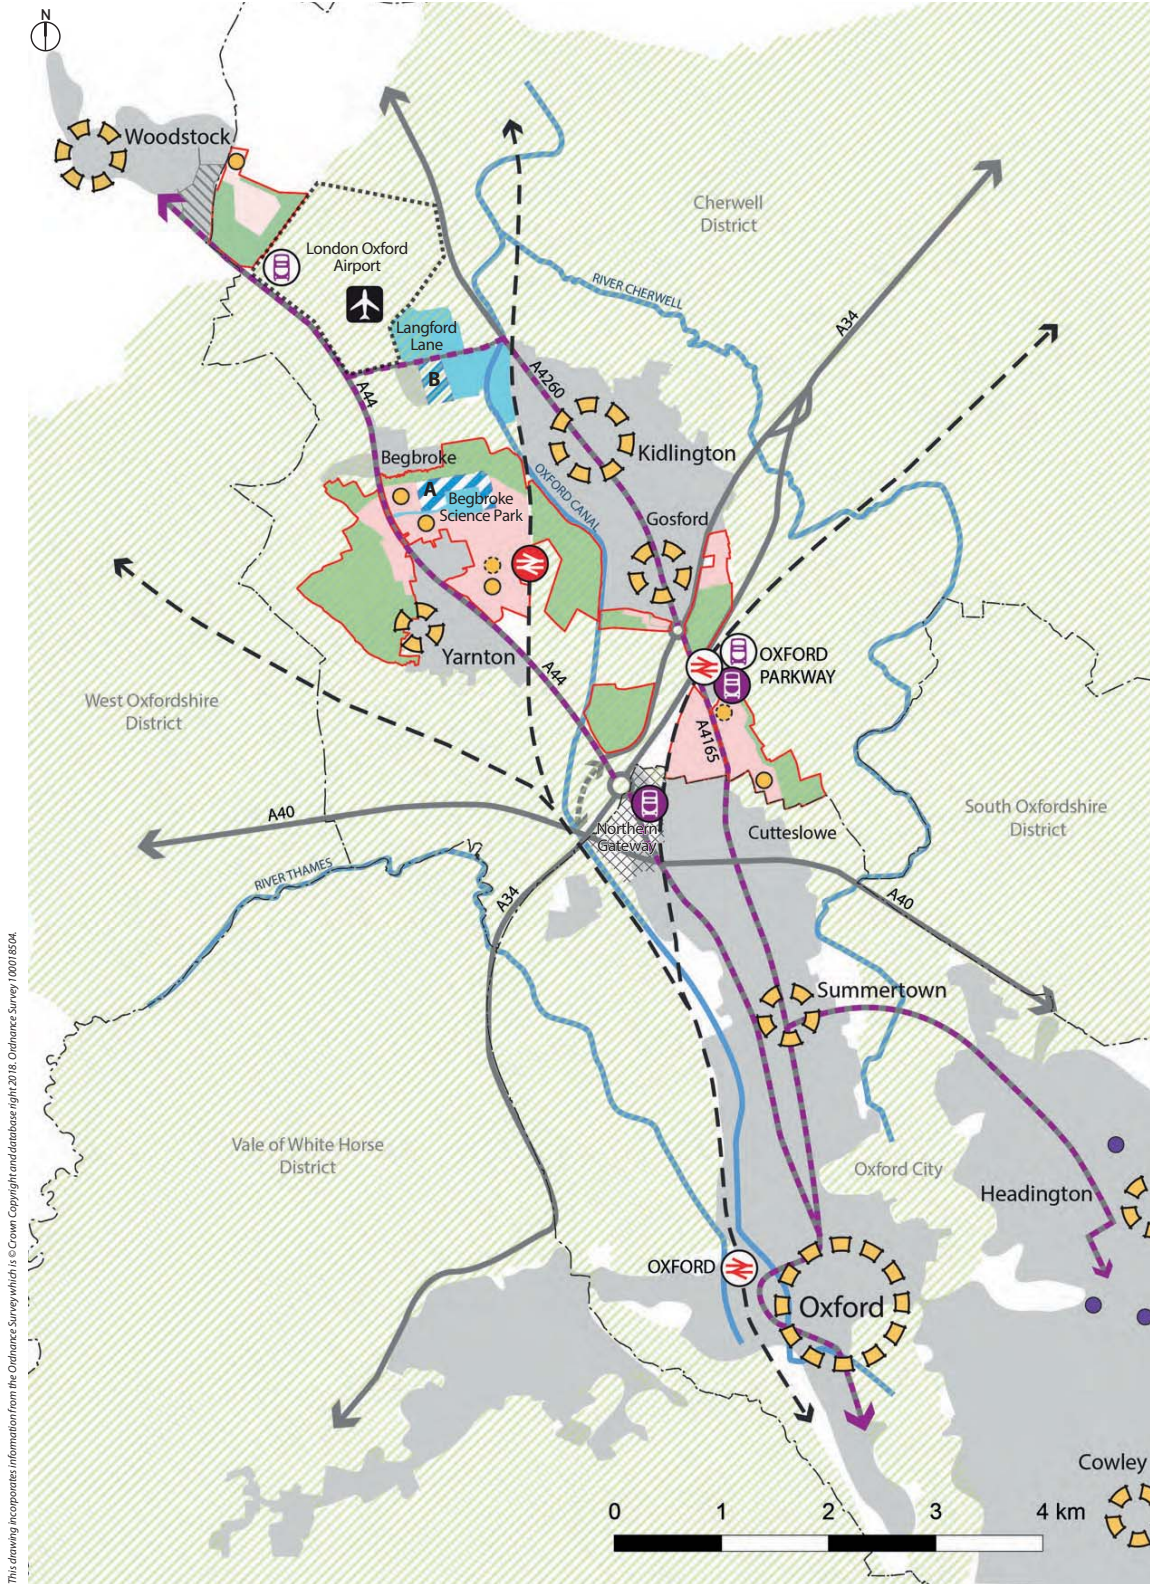 N
Woodstock
Cherwell
District
London Oxford
Airport
RIVER CHERWELL
A34
Langford
Lane
B
A4260
A44
Kidlington
Begbroke
A
Begbroke
Science Park
OXFORD CANAL
Gosford
Yarnton
A44
OXFORD
PARKWAY
West Oxfordshire
District
A4165
A40
Northern
Gateway
Cutteslowe
South Oxfordshire
District
RIVER THAMES
A34
A40
Summertown
Vale of White Horse
District
Oxford City
Headington
OXFORD
Oxford
Cowley
0 1 2 3 4 km
This drawing incorporates information from the Ordnance Survey which is © Crown Copyright and database right 2018. Ordnance Survey 100018504.